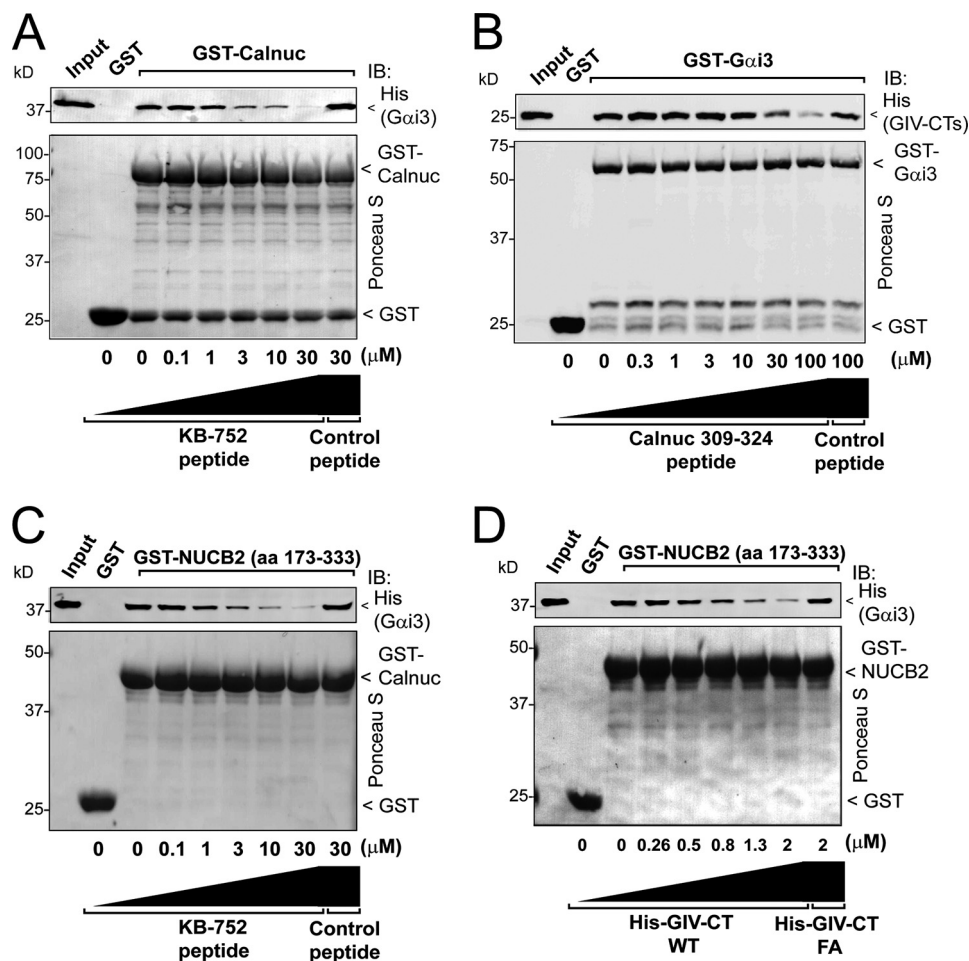 A
Input
GST
GST-Calnuc
kD
IB:
37-
< His
(Gαi3)
100-
75-
50-
37-
25-
GST-
< Calnuc
Ponceau S
< GST
0 0 0.1 1 3 10 30 30 (μM)
KB-752
peptide
Control
peptide
B
Input
GST
GST-Gαi3
kD
IB:
25-
< His
(GIV-CTs)
75-
50-
37-
25-
GST-
< Gαi3
Ponceau S
< GST
0 0 0.3 1 3 10 30 100 100 (μM)
Calnuc 309-324
peptide
Control
peptide
C
Input
GST
GST-NUCB2 (aa 173-333)
kD
IB:
37-
< His
(Gαi3)
50-
37-
25-
GST-
< Calnuc
Ponceau S
< GST
0 0 0.1 1 3 10 30 30 (μM)
KB-752
peptide
Control
peptide
D
Input
GST
GST-NUCB2 (aa 173-333)
kD
IB:
37-
< His
(Gαi3)
50-
37-
25-
GST-
< NUCB2
Ponceau S
< GST
0 0 0.26 0.5 0.8 1.3 2 2 (μM)
His-GIV-CT
WT
His-GIV-CT
FA